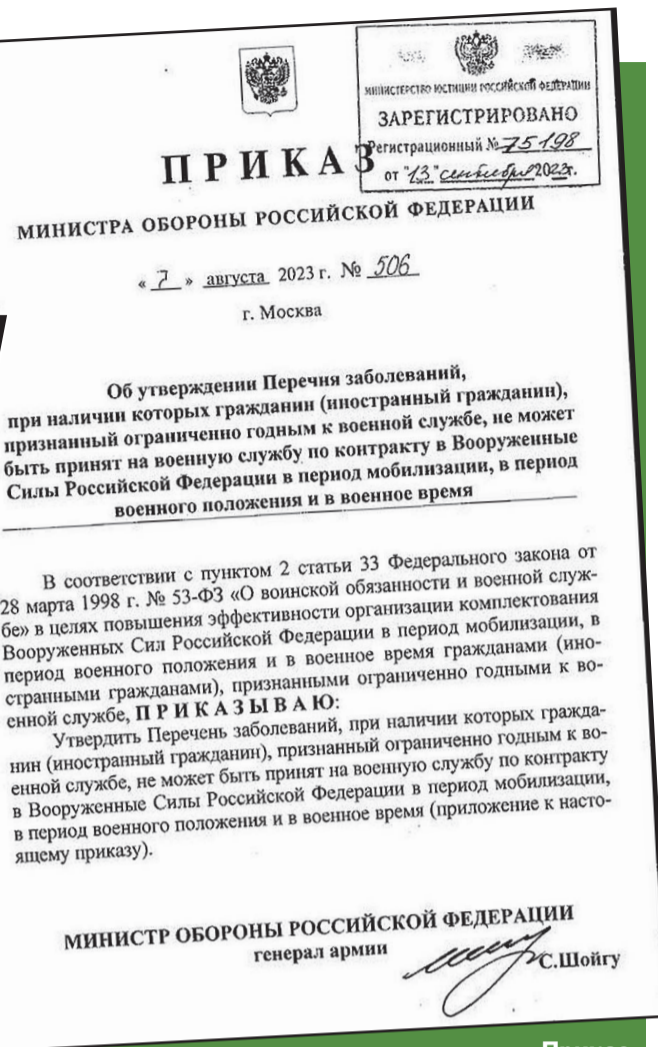 МИНИСТЕРСТВО ЮСТИЦИИ РОССИЙСКОЙ ФЕДЕРАЦИИ
ЗАРЕГИСТРИРОВАНО
Регистрационный № 75198
от "13" сентября 2023г.
ПРИКАЗ
МИНИСТРА ОБОРОНЫ РОССИЙСКОЙ ФЕДЕРАЦИИ
« 7 » августа 2023 г. № 506
г. Москва
Об утверждении Перечня заболеваний,
при наличии которых гражданин (иностранный гражданин),
признанный ограниченно годным к военной службе, не может
быть принят на военную службу по контракту в Вооруженные
Силы Российской Федерации в период мобилизации, в период
военного положения и в военное время
В соответствии с пунктом 2 статьи 33 Федерального закона от
28 марта 1998 г. № 53-ФЗ «О воинской обязанности и военной служ-
бе» в целях повышения эффективности организации комплектования
Вооруженных Сил Российской Федерации в период мобилизации, в
период военного положения и в военное время гражданами (ино-
странными гражданами), признанными ограниченно годными к во-
енной службе, ПРИКАЗЫВАЮ:
Утвердить Перечень заболеваний, при наличии которых гражда-
нин (иностранный гражданин), признанный ограниченно годным к во-
енной службе, не может быть принят на военную службу по контракту
в Вооруженные Силы Российской Федерации в период мобилизации,
в период военного положения и в военное время (приложение к насто-
ящему приказу).
МИНИСТР ОБОРОНЫ РОССИЙСКОЙ ФЕДЕРАЦИИ
генерал армии
С.Шойгу